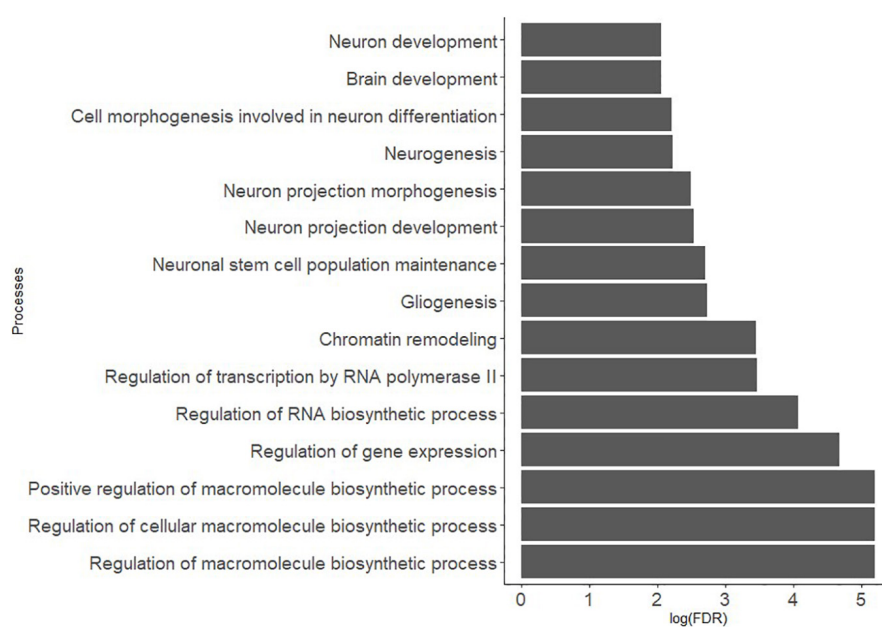 Neuron development
Brain development
Cell morphogenesis involved in neuron differentiation
Neurogenesis
Neuron projection morphogenesis
Neuron projection development
Neuronal stem cell population maintenance
Gliogenesis
Processes
Chromatin remodeling
Regulation of transcription by RNA polymerase II
Regulation of RNA biosynthetic process
Regulation of gene expression
Positive regulation of macromolecule biosynthetic process
Regulation of cellular macromolecule biosynthetic process
Regulation of macromolecule biosynthetic process
0 1 2 3 4 5
log(FDR)